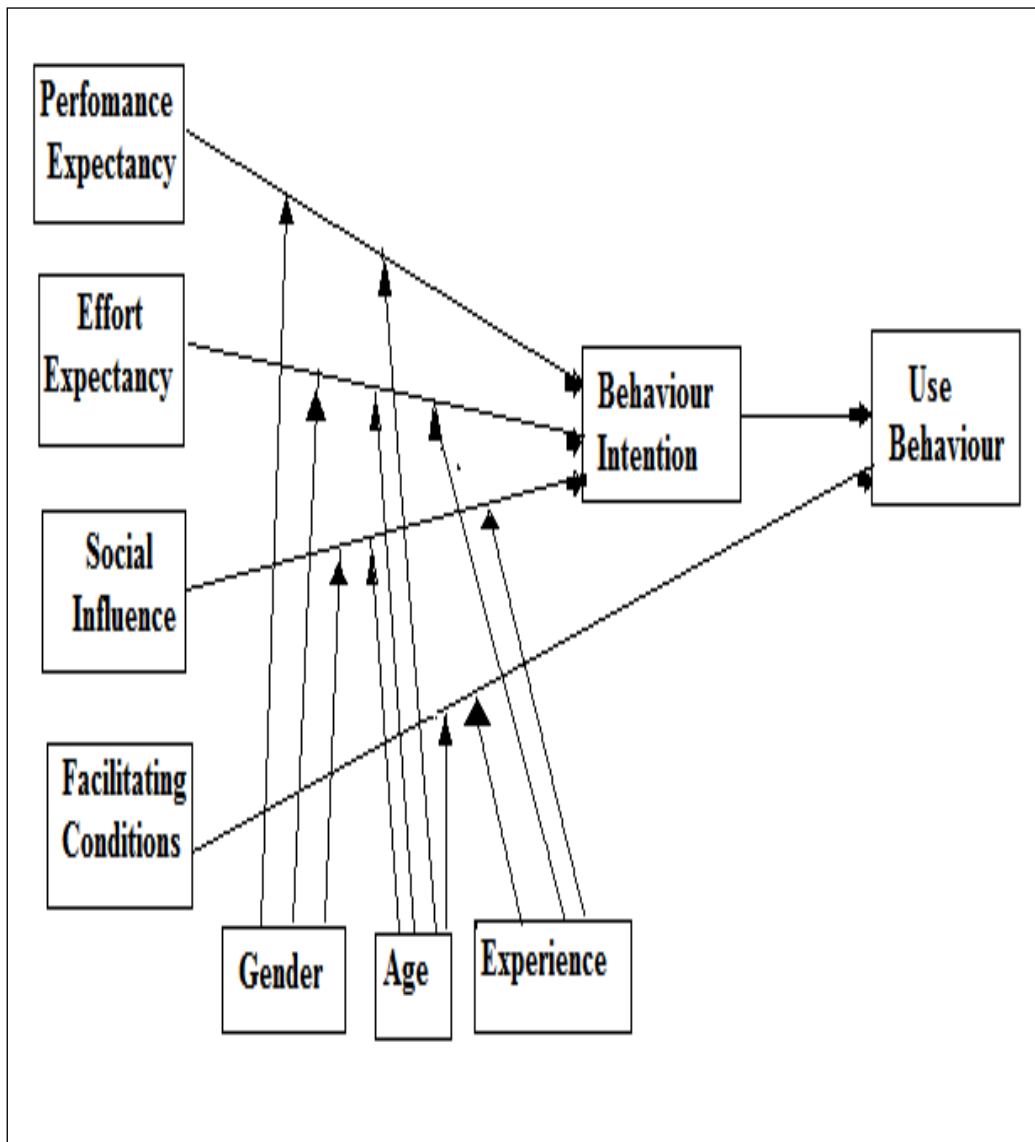 Perfomance
Expectancy
Effort
Expectancy
Social
Influence
Facilitating
Conditions
Behaviour
Intention
Use
Behaviour
Gender
Age
Experience